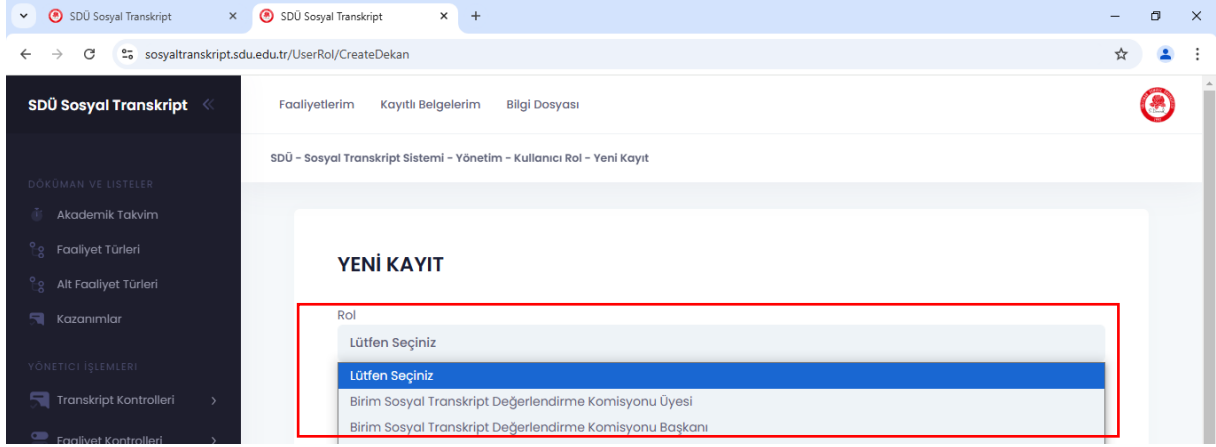 SDÜ Sosyal Transkript
SDÜ Sosyal Transkript
sosyaltranskript.sdu.edu.tr/UserRol/CreateDekan
SDÜ Sosyal Transkript
Faaliyetlerim Kayıtlı Belgelerim Bilgi Dosyası
SDÜ - Sosyal Transkript Sistemi - Yönetim - Kullanıcı Rol - Yeni Kayıt
DÖKÜMAN VE LISTELER
Akademik Takvim
Faaliyet Türleri
Alt Faaliyet Türleri
Kazanımlar
YÖNETICI İŞLEMLERI
Transkript Kontrolleri
Faaliyet Kontrolleri
YENİ KAYIT
Rol
Lütfen Seçiniz
Lütfen Seçiniz
Birim Sosyal Transkript Değerlendirme Komisyonu Üyesi
Birim Sosyal Transkript Değerlendirme Komisyonu Başkanı